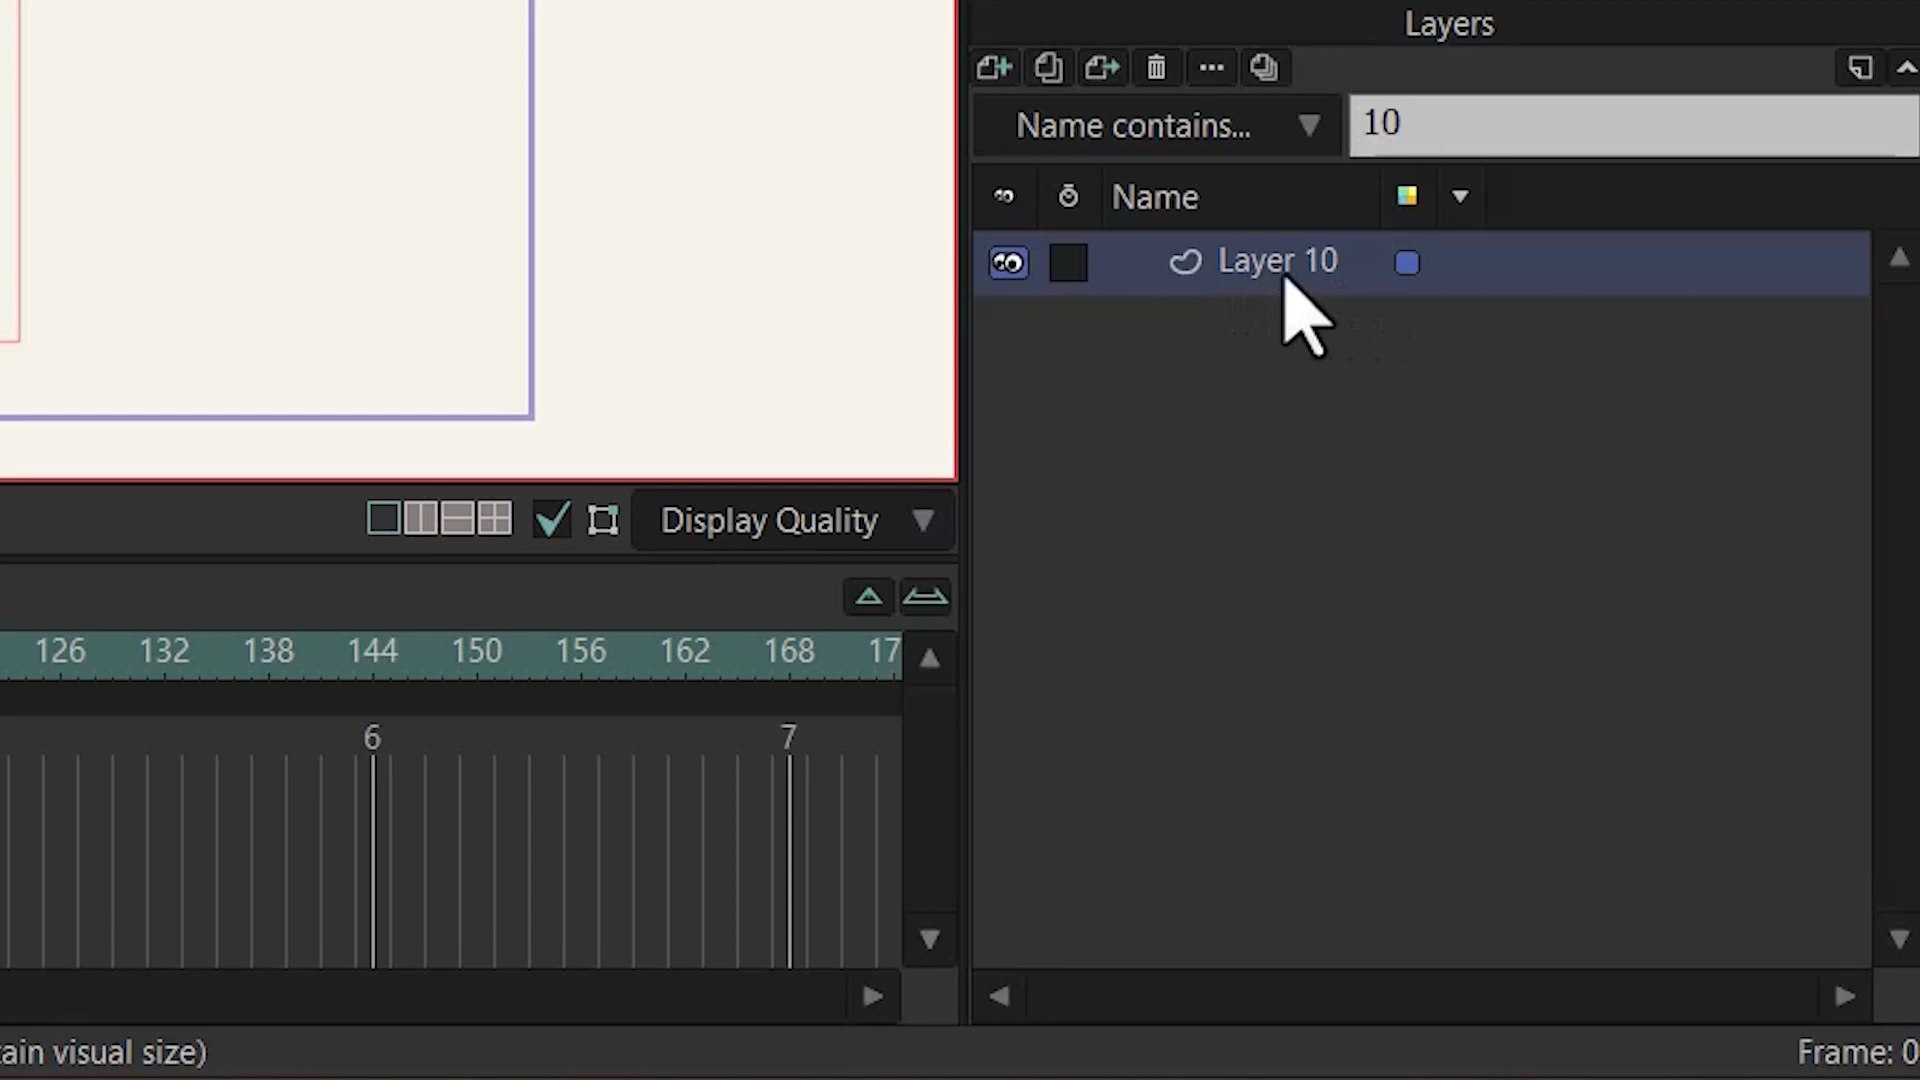 Layers
Name contains...
10
Name
Layer 10
Display Quality
126 132 138 144 150 156 162 168 17
6 7
tain visual size)
Frame: 0